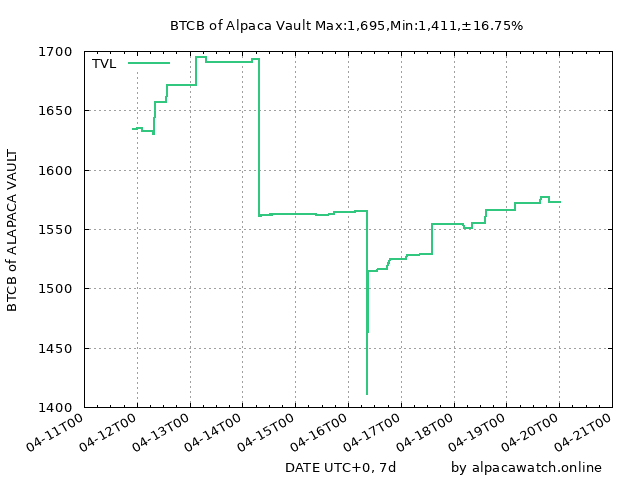 BTCB of Alpaca Vault Max:1,695,Min:1,411,±16.75%
TVL
BTCB of ALAPACA VAULT
1700
1650
1600
1550
1500
1450
1400
04-11T00
04-12T00
04-13T00
04-14T00
04-15T00
04-16T00
04-17T00
04-18T00
04-19T00
04-20T00
04-21T00
DATE UTC+0, 7d
by alpacawatch.online